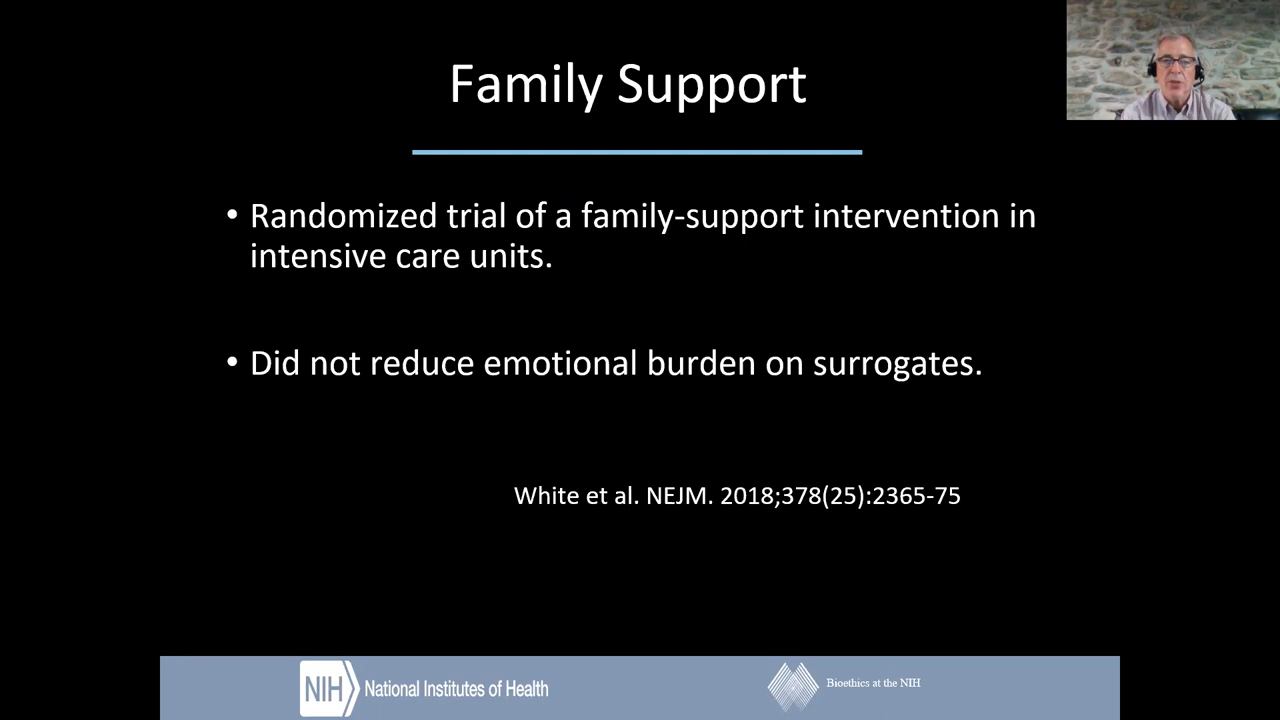 Family Support
• Randomized trial of a family-support intervention in
intensive care units.
• Did not reduce emotional burden on surrogates.
White et al. NEJM. 2018;378(25):2365-75
NIH National Institutes of Health
Bioethics at the NIH